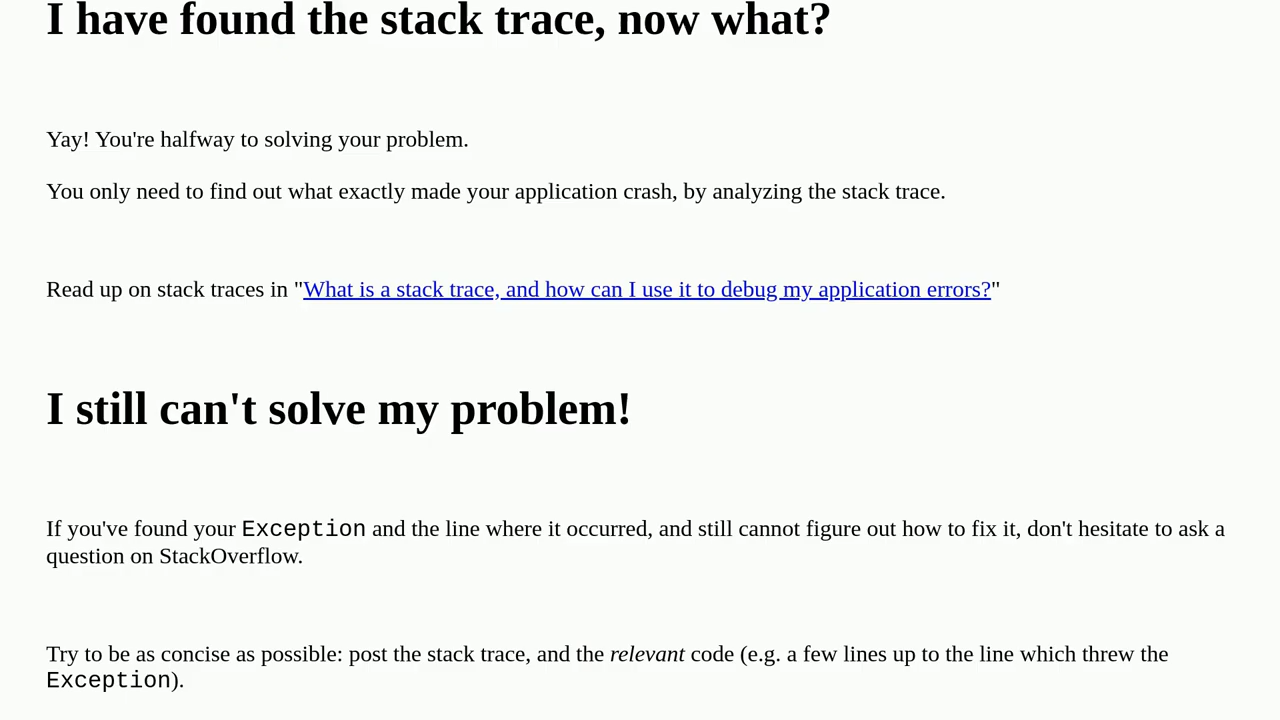 I have found the stack trace, now what?
Yay! You're halfway to solving your problem.
You only need to find out what exactly made your application crash, by analyzing the stack trace.
Read up on stack traces in "What is a stack trace, and how can I use it to debug my application errors?"
I still can't solve my problem!
If you've found your Exception and the line where it occurred, and still cannot figure out how to fix it, don't hesitate to ask a
question on StackOverflow.
Try to be as concise as possible: post the stack trace, and the relevant code (e.g. a few lines up to the line which threw the
Exception).